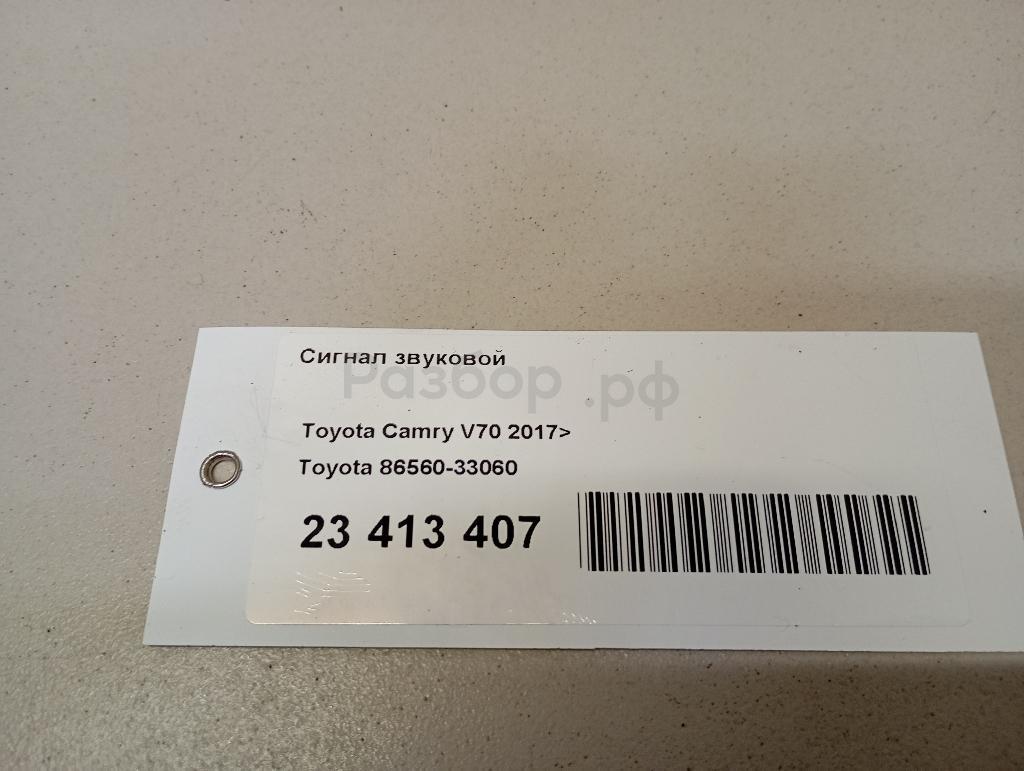 Сигнал звуковой
Разбор .рф
Toyota Camry V70 2017>
Toyota 86560-33060
23 413 407